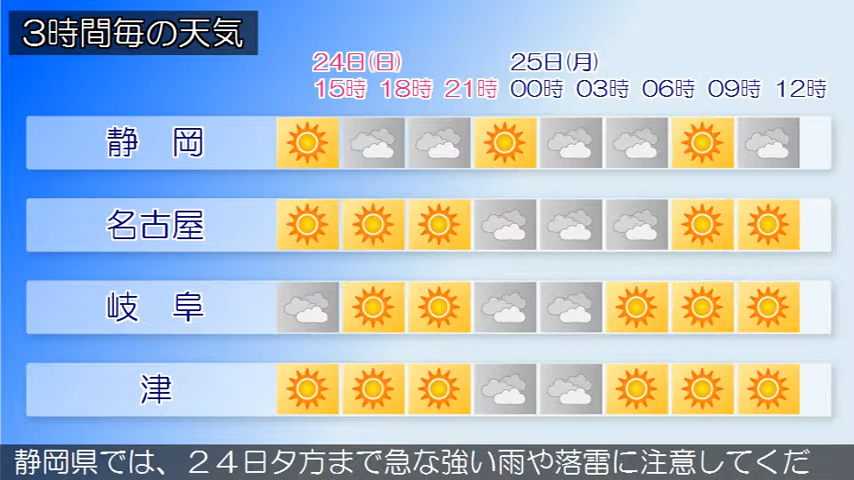 3時間毎の天気
24日(日) 25日(月)
15時 18時 21時 00時 03時 06時 09時 12時
静 岡
名古屋
岐 阜
津
静岡県では、24日夕方まで急な強い雨や落雷に注意してくだ